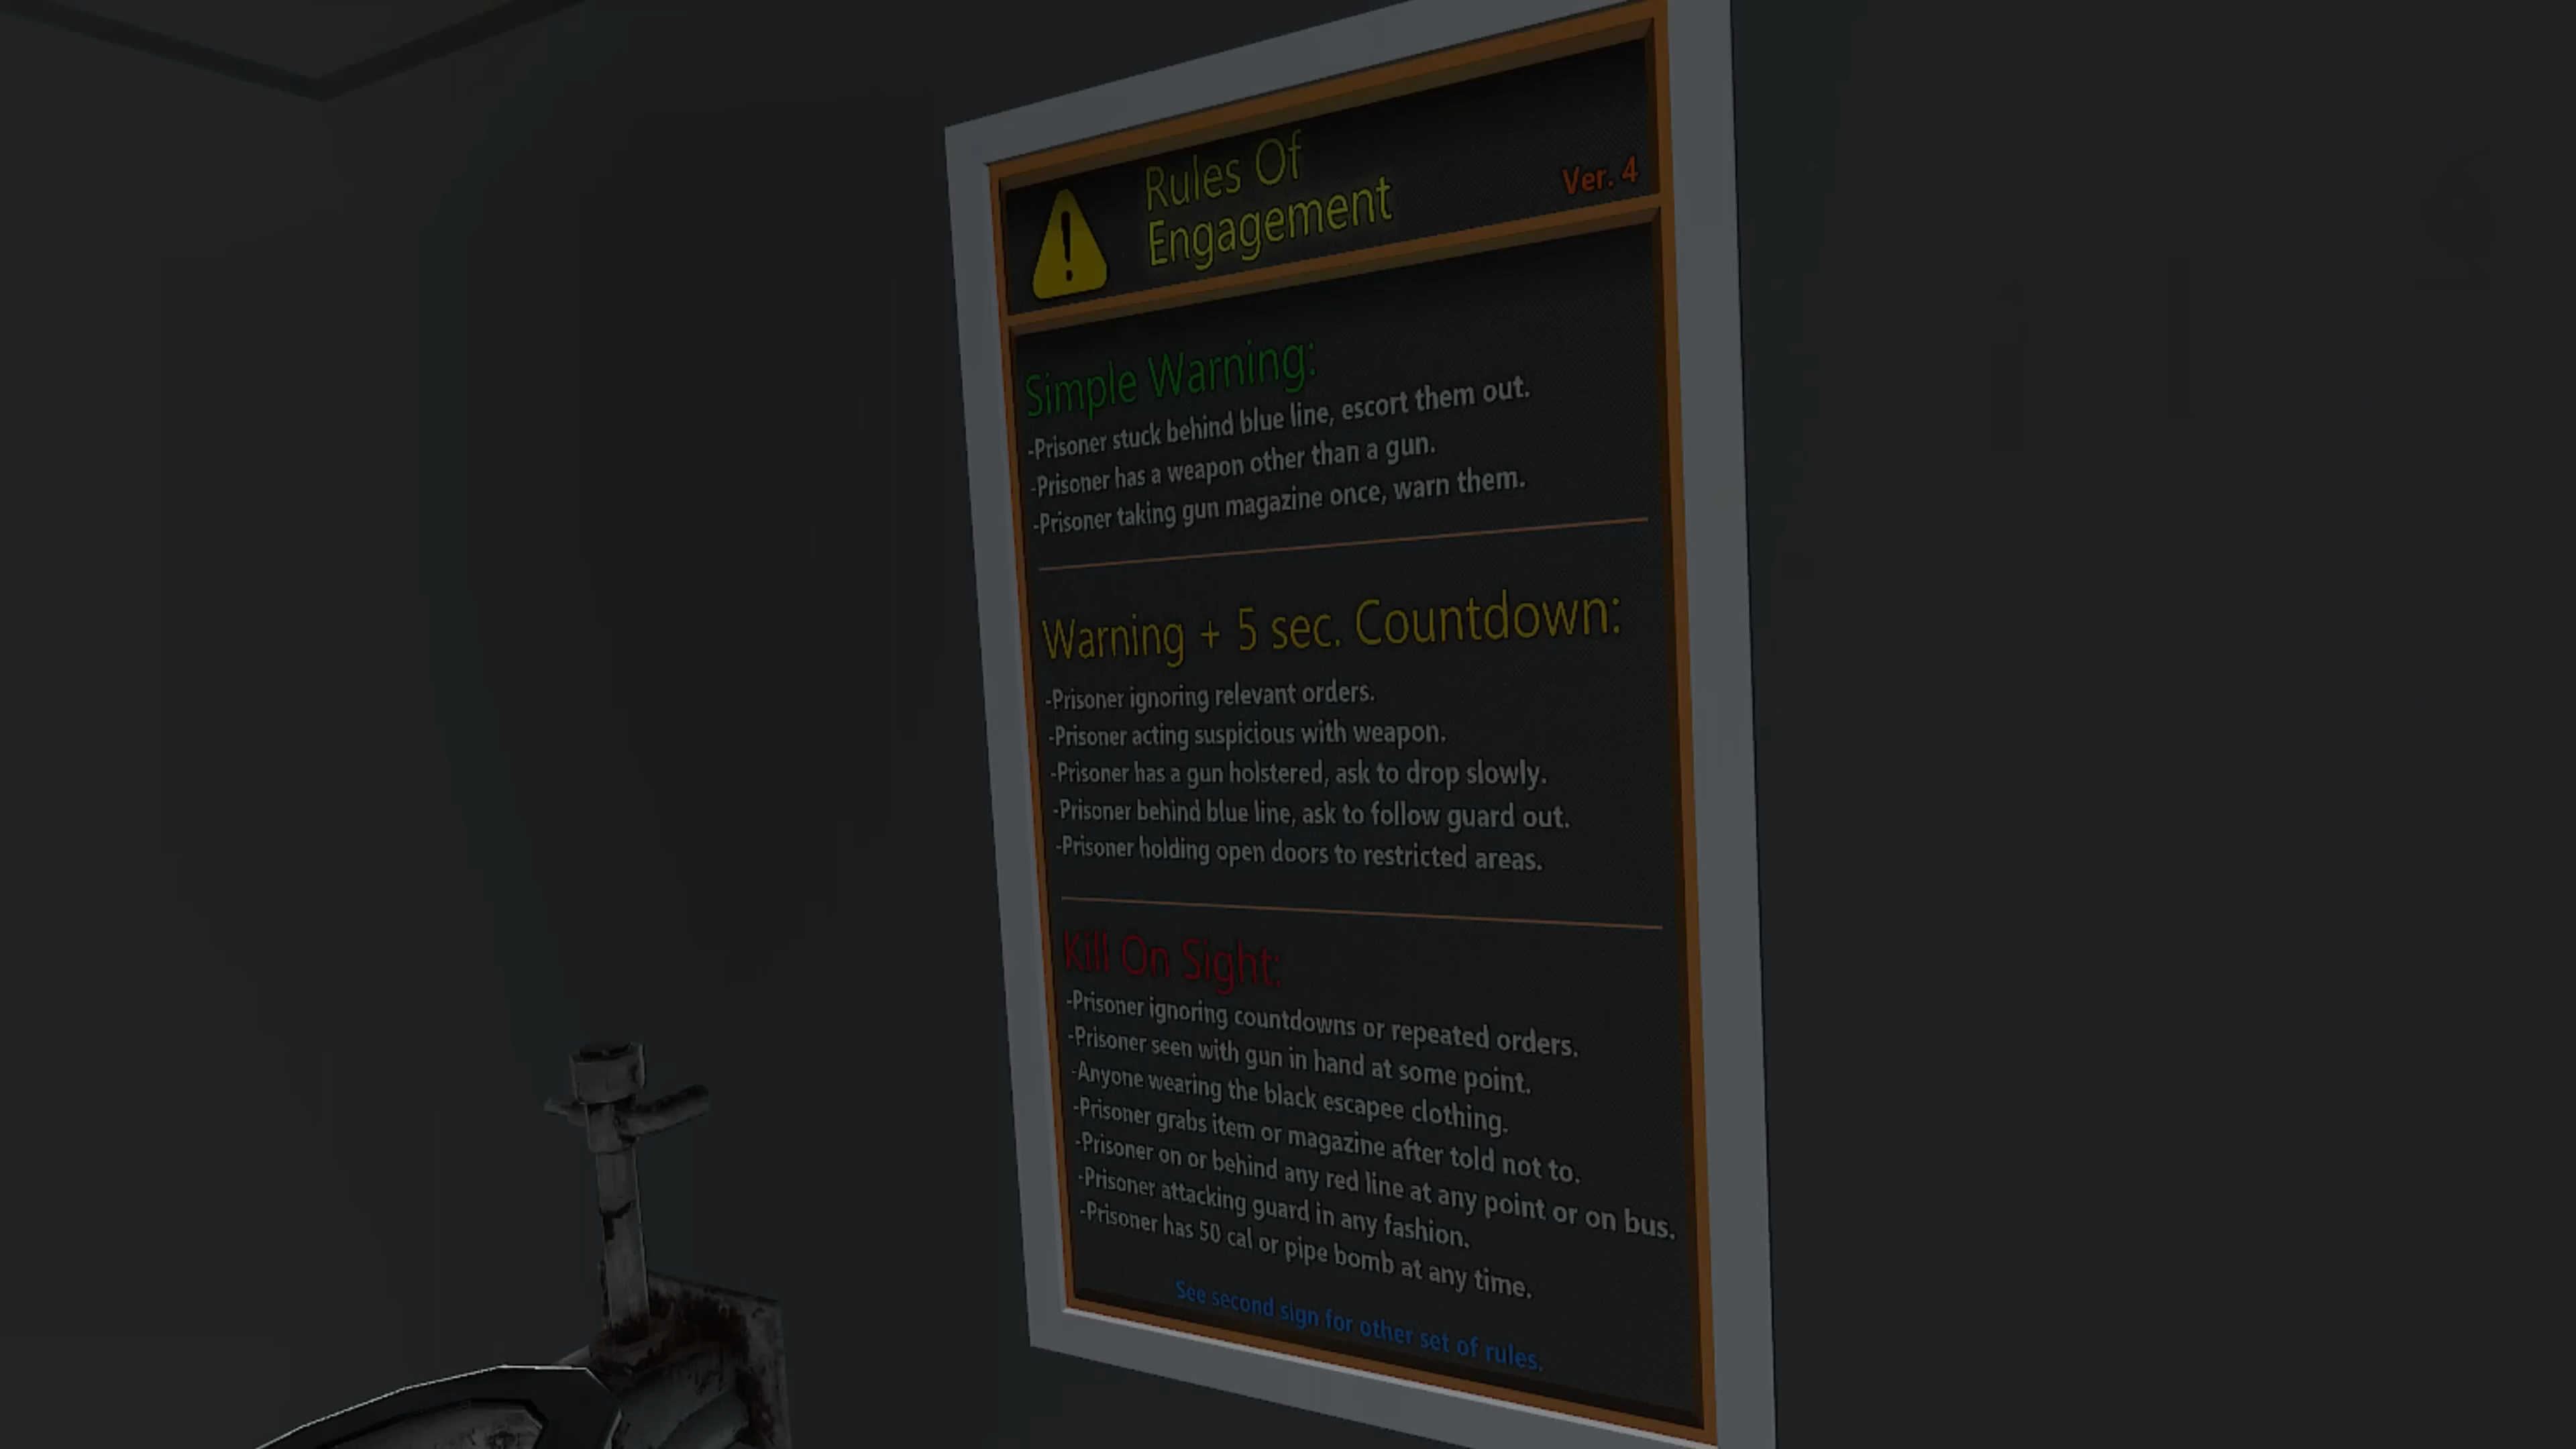 Rules Of
Engagement
Ver. 4
Simple Warning:
-Prisoner stuck behind blue line, escort them out.
-Prisoner has a weapon other than a gun.
-Prisoner taking gun magazine once, warn them.
Warning + 5 sec. Countdown:
-Prisoner ignoring relevant orders.
-Prisoner acting suspicious with weapon.
-Prisoner has a gun holstered, ask to drop slowly.
-Prisoner behind blue line, ask to follow guard out.
-Prisoner holding open doors to restricted areas.
Kill On Sight:
-Prisoner ignoring countdowns or repeated orders.
-Prisoner seen with gun in hand at some point.
-Anyone wearing the black escapee clothing.
-Prisoner grabs item or magazine after told not to.
-Prisoner on or behind any red line at any point or on bus.
-Prisoner attacking guard in any fashion.
-Prisoner has 50 cal or pipe bomb at any time.
See second sign for other set of rules.